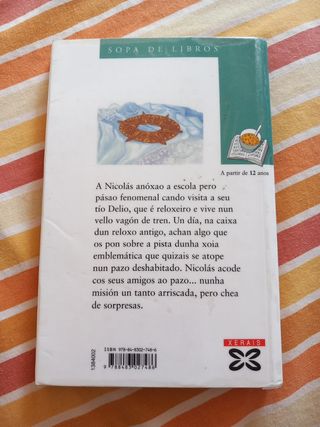 SOPA DE LIBROS
A partir de 12 anos
A Nicolás anóxao a escola pero
pásao fenomenal cando visita a seu
tío Delio, que é reloxeiro e vive nun
vello vagón de tren. Un día, na caixa
dun reloxo antigo, achan algo que
os pon sobre a pista dunha xoia
emblemática que quizais se atope
nun pazo deshabitado. Nicolás acode
cos seus amigos ao pazo... nunha
misión un tanto arriscada, pero chea
de sorpresas.
1384002
ISBN 978-84-8302-748-6
9788483027486
XERAIS